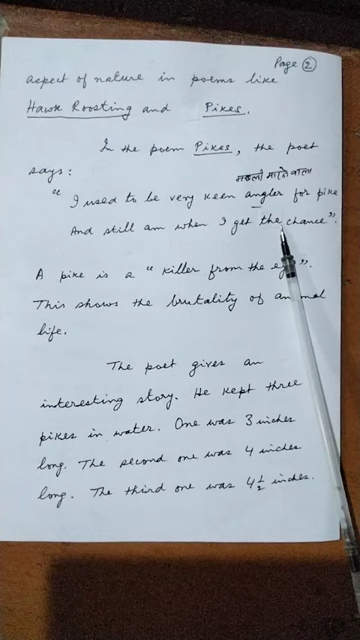 Page 2
aspect of nature in poems like
Hawk Roosting and Pikes.
In the poem Pikes, the poet
says:
मछली मारने वाला
"I used to be very keen angler for pike
And still am when I get the chance".
A pike is a "killer from the egg".
This shows the brutality of animal
life.
The poet gives an
interesting story. He kept three
pikes in water. One was 3 inches
long. The second one was 4 inches
long. The third one was 4½ inches.